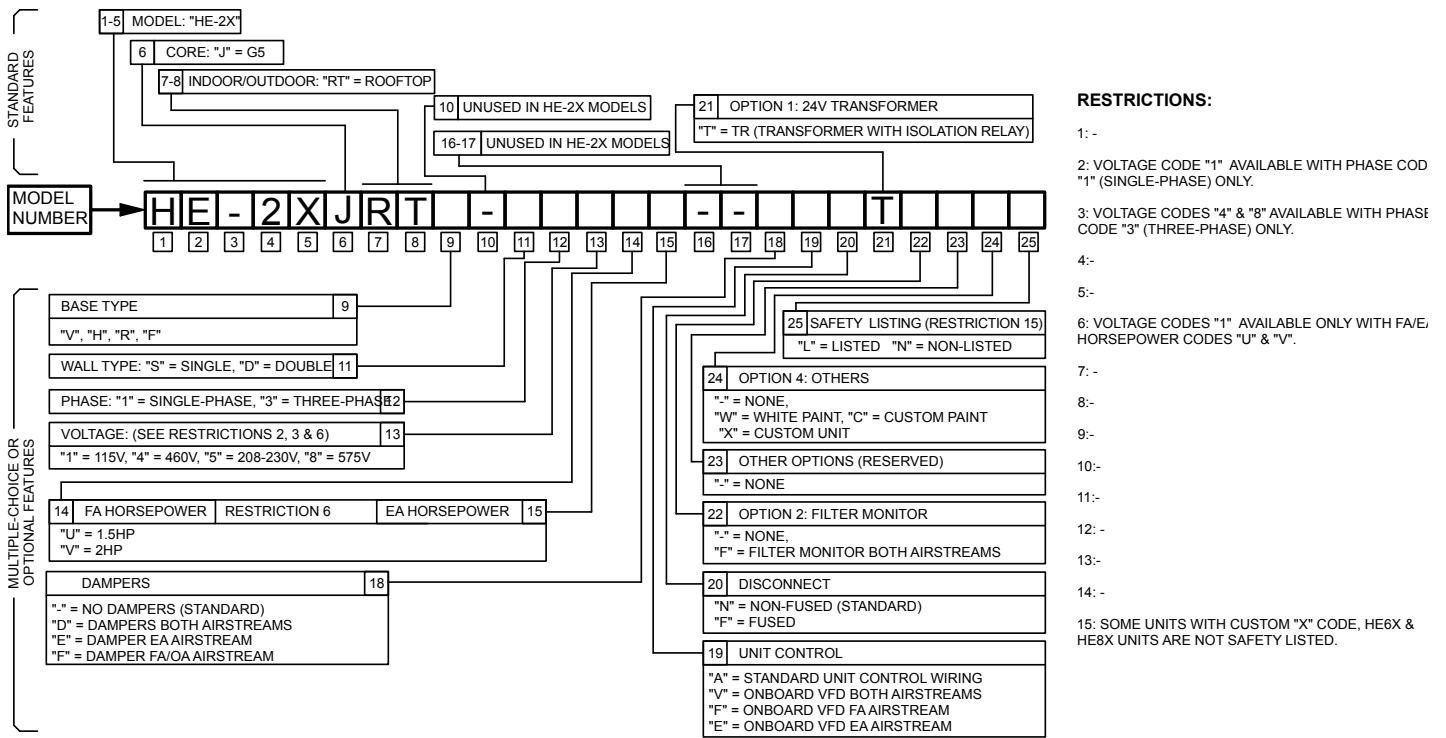 STANDARD
FEATURES
1-5 MODEL: "HE-2X"
6 CORE: "J" = G5
7-8 INDOOR/OUTDOOR: "RT" = ROOFTOP
10 UNUSED IN HE-2X MODELS
16-17 UNUSED IN HE-2X MODELS
21 OPTION 1: 24V TRANSFORMER
"T" = TR (TRANSFORMER WITH ISOLATION RELAY)
MODEL
NUMBER
H E - 2 X J R T - - - T
1 2 3 4 5 6 7 8 9 10 11 12 13 14 15 16 17 18 19 20 21 22 23 24 25
MULTIPLE-CHOICE OR
OPTIONAL FEATURES
BASE TYPE 9
"V", "H", "R", "F"
WALL TYPE: "S" = SINGLE, "D" = DOUBLE 11
PHASE: "1" = SINGLE-PHASE, "3" = THREE-PHASE 12
VOLTAGE: (SEE RESTRICTIONS 2, 3 & 6) 13
"1" = 115V, "4" = 460V, "5" = 208-230V, "8" = 575V
14 FA HORSEPOWER RESTRICTION 6 EA HORSEPOWER 15
"U" = 1.5HP
"V" = 2HP
DAMPERS 18
"-" = NO DAMPERS (STANDARD)
"D" = DAMPERS BOTH AIRSTREAMS
"E" = DAMPER EA AIRSTREAM
"F" = DAMPER FA/OA AIRSTREAM
25 SAFETY LISTING (RESTRICTION 15)
"L" = LISTED "N" = NON-LISTED
24 OPTION 4: OTHERS
"-" = NONE,
"W" = WHITE PAINT, "C" = CUSTOM PAINT
"X" = CUSTOM UNIT
23 OTHER OPTIONS (RESERVED)
"-" = NONE
22 OPTION 2: FILTER MONITOR
"-" = NONE,
"F" = FILTER MONITOR BOTH AIRSTREAMS
20 DISCONNECT
"N" = NON-FUSED (STANDARD)
"F" = FUSED
19 UNIT CONTROL
"A" = STANDARD UNIT CONTROL WIRING
"V" = ONBOARD VFD BOTH AIRSTREAMS
"F" = ONBOARD VFD FA AIRSTREAM
"E" = ONBOARD VFD EA AIRSTREAM
RESTRICTIONS:
1: -
2: VOLTAGE CODE "1" AVAILABLE WITH PHASE COD
"1" (SINGLE-PHASE) ONLY.
3: VOLTAGE CODES "4" & "8" AVAILABLE WITH PHASE
CODE "3" (THREE-PHASE) ONLY.
4:-
5:-
6: VOLTAGE CODES "1" AVAILABLE ONLY WITH FA/EA
HORSEPOWER CODES "U" & "V".
7: -
8:-
9:-
10:-
11:-
12: -
13:-
14: -
15: SOME UNITS WITH CUSTOM "X" CODE, HE6X &
HE8X UNITS ARE NOT SAFETY LISTED.